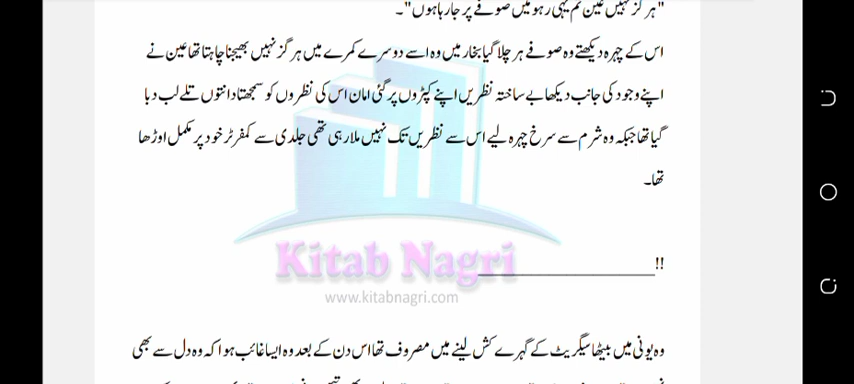 "ہرگز نہیں عین تم یہی رہو میں صوفے پر جا رہا ہوں"۔
اس کے چہرہ دیکھتے وہ صوفے ہر چلا گیا بخار میں وہ اسے دوسرے کمرے میں ہرگز نہیں بھیجنا چاہتا تھا عین نے
اپنے وجود کی جانب دیکھا بے ساختہ نظریں اپنے کپڑوں پر گئی امان اس کی نظروں کو سمجھتا دانتوں تلے لب دبا
گیا تھا جبکہ وہ شرم سے سرخ چہرہ لیے اس سے نظریں تک نہیں ملا رہی تھی جلدی سے کمفرٹر خود پر مکمل اوڑھا
تھا۔
Kitab Nagri
www.kitabnagri.com
!!_______________
وہ یونی میں بیٹھا سیگریٹ کے گہرے کش لینے میں مصروف تھا اس دن کے بعد وہ ایسا غائب ہوا کہ وہ دل سے بھی